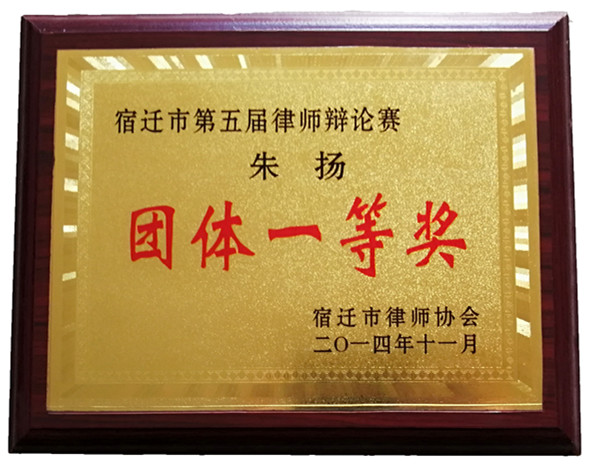 宿迁市第五届律师辩论赛
朱 扬
团体一等奖
宿迁市律师协会
二〇一四年十一月